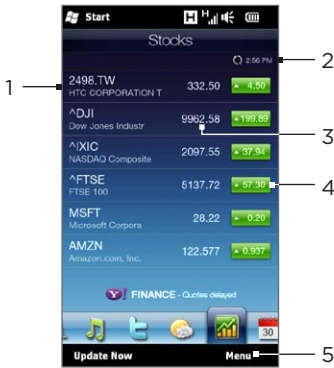 Start H H
Stocks
2:56 PM
2
1
2498.TW 332.50 4.50
HTC CORPORATION T
^DJI 9962.58 199.89
Dow Jones Industr
3
^IXIC 2097.55 37.94
NASDAQ Composite
^FTSE 5137.72 57.30
FTSE 100
4
MSFT 28.22 0.20
Microsoft Corpora
AMZN 122.577 0.937
Amazon.com, Inc.
Y! FINANCE - Quotes delayed
30
Update Now Menu
5